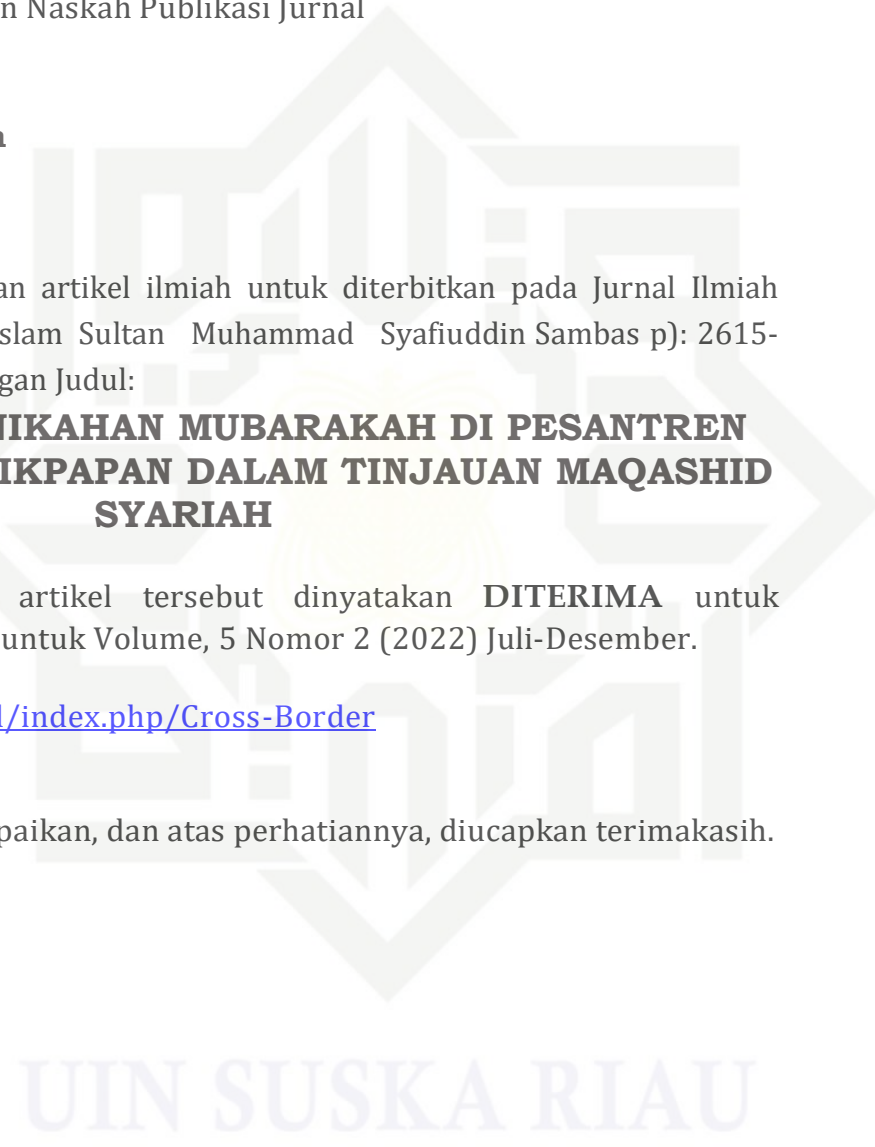 n Naskah Publikasi Jurnal
a
an artikel ilmiah untuk diterbitkan pada Jurnal Ilmiah
slam Sultan Muhammad Syafiuddin Sambas p): 2615-
gan Judul:
NIKAHAN MUBARAKAH DI PESANTREN
IKPAPAN DALAM TINJAUAN MAQASHID
SYARIAH
artikel tersebut dinyatakan DITERIMA untuk
untuk Volume, 5 Nomor 2 (2022) Juli-Desember.
l/index.php/Cross-Border
paikan, dan atas perhatiannya, diucapkan terimakasih.
UIN SUSKA RIAU